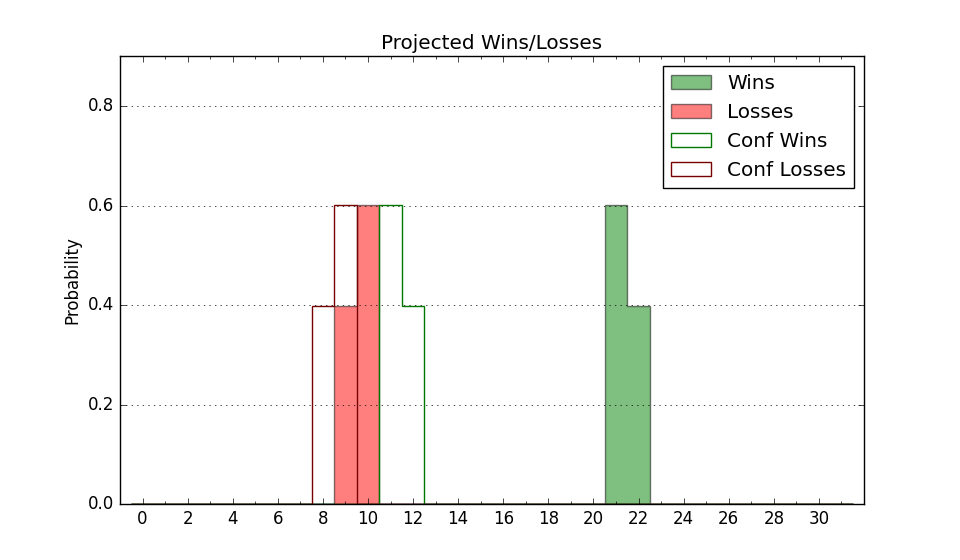 Projected Wins/Losses
Wins
Losses
Conf Wins
Conf Losses
Probability
0.8
0.6
0.4
0.2
0.0
0 2 4 6 8 10 12 14 16 18 20 22 24 26 28 30